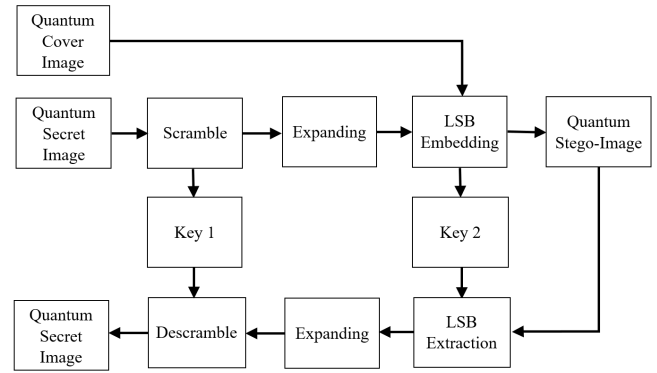 Quantum
Cover
Image
Quantum
Secret
Image
Scramble
Expanding
LSB
Embedding
Quantum
Stego-Image
Key 1
Key 2
Quantum
Secret
Image
Descramble
Expanding
LSB
Extraction